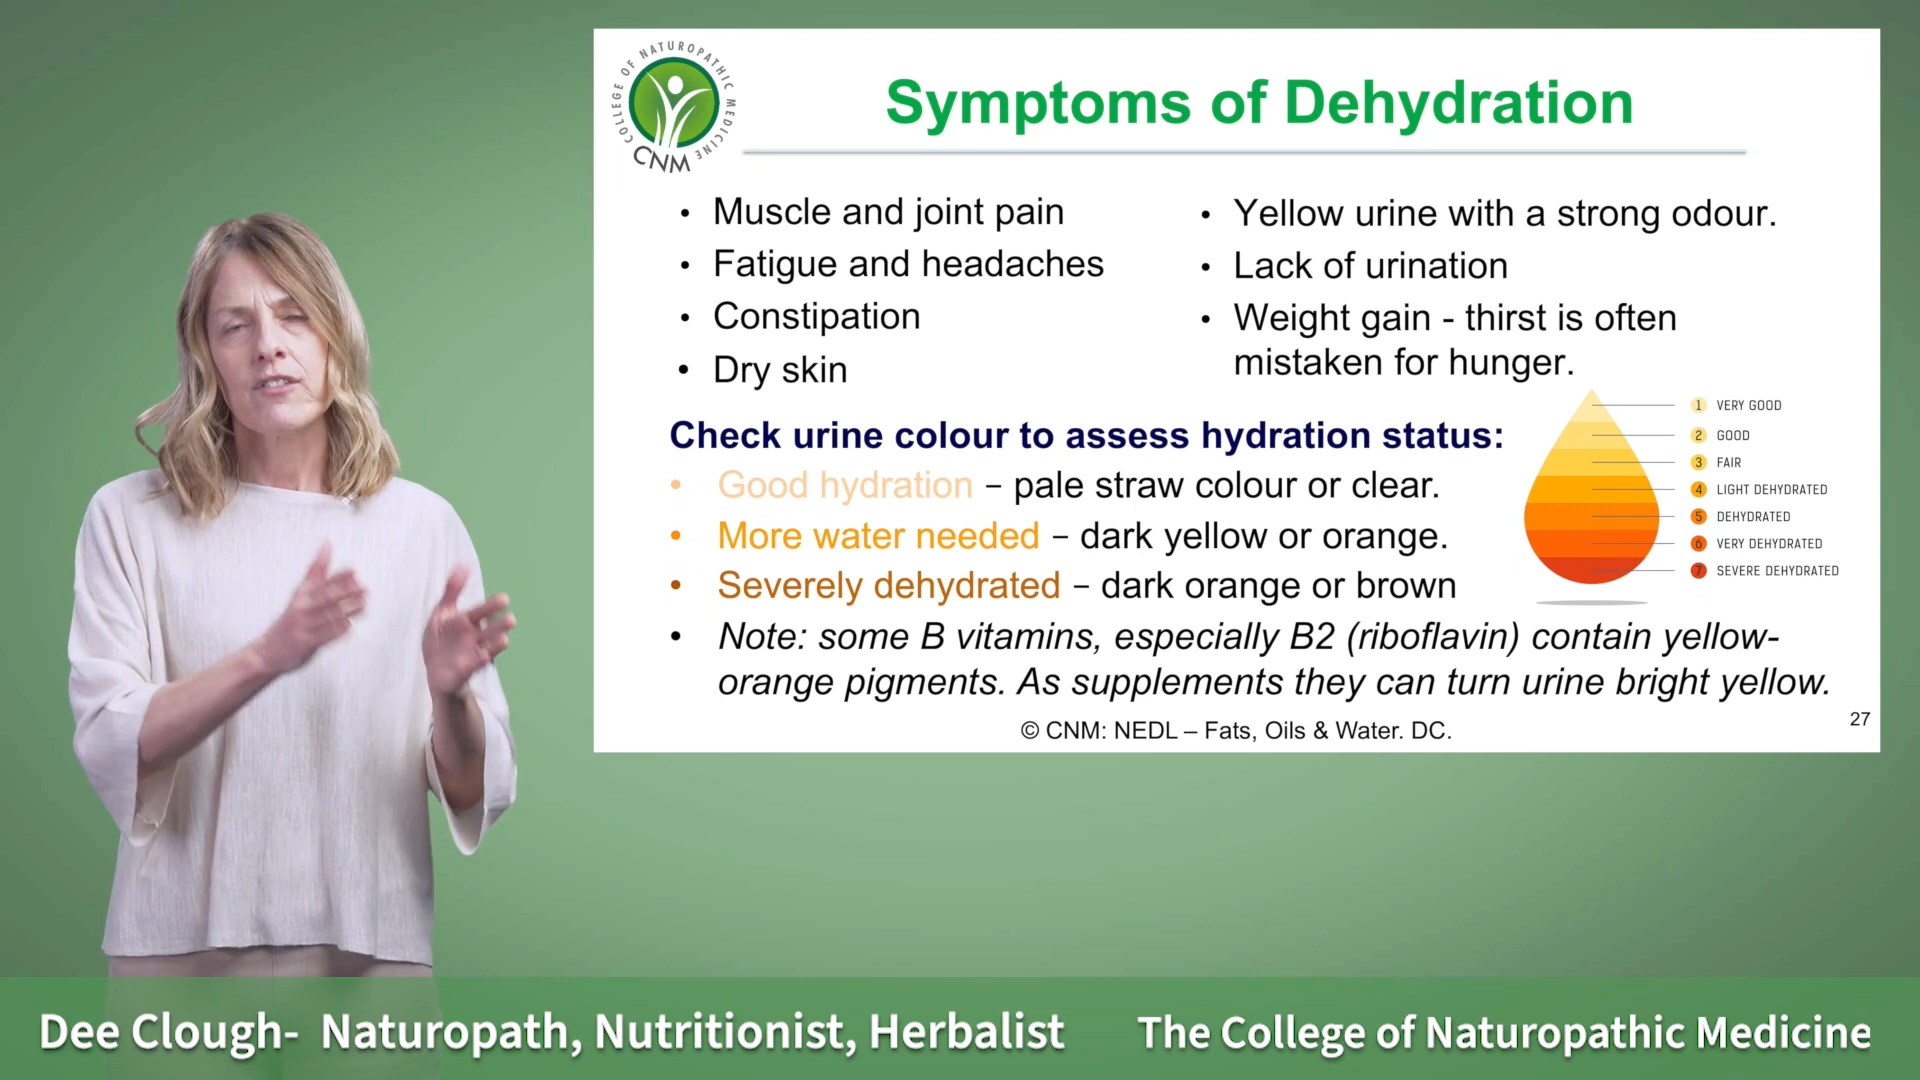 COLLEGE OF NATUROPATHIC MEDICINE
CNM
Symptoms of Dehydration
• Muscle and joint pain
• Fatigue and headaches
• Constipation
• Dry skin
• Yellow urine with a strong odour.
• Lack of urination
• Weight gain - thirst is often
mistaken for hunger.
Check urine colour to assess hydration status:
• Good hydration – pale straw colour or clear.
• More water needed – dark yellow or orange.
• Severely dehydrated – dark orange or brown
• Note: some B vitamins, especially B2 (riboflavin) contain yellow-
orange pigments. As supplements they can turn urine bright yellow.
1 VERY GOOD
2 GOOD
3 FAIR
4 LIGHT DEHYDRATED
5 DEHYDRATED
6 VERY DEHYDRATED
7 SEVERE DEHYDRATED
© CNM: NEDL – Fats, Oils & Water. DC.
27
Dee Clough- Naturopath, Nutritionist, Herbalist
The College of Naturopathic Medicine